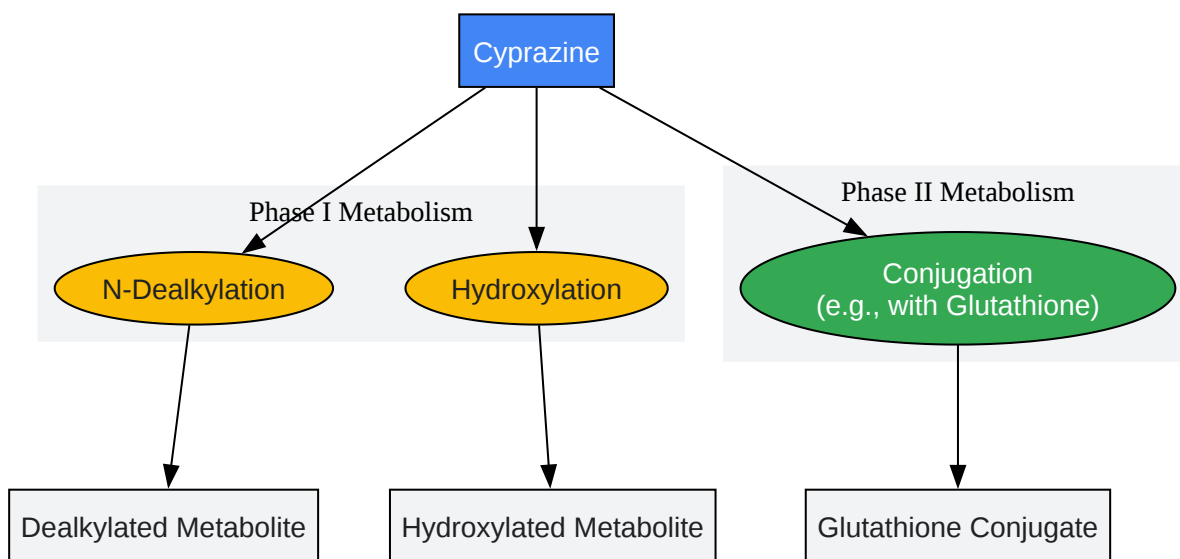 Cyprazine
Phase I Metabolism
Phase II Metabolism
N-Dealkylation
Hydroxylation
Conjugation
(e.g., with Glutathione)
Dealkylated Metabolite
Hydroxylated Metabolite
Glutathione Conjugate